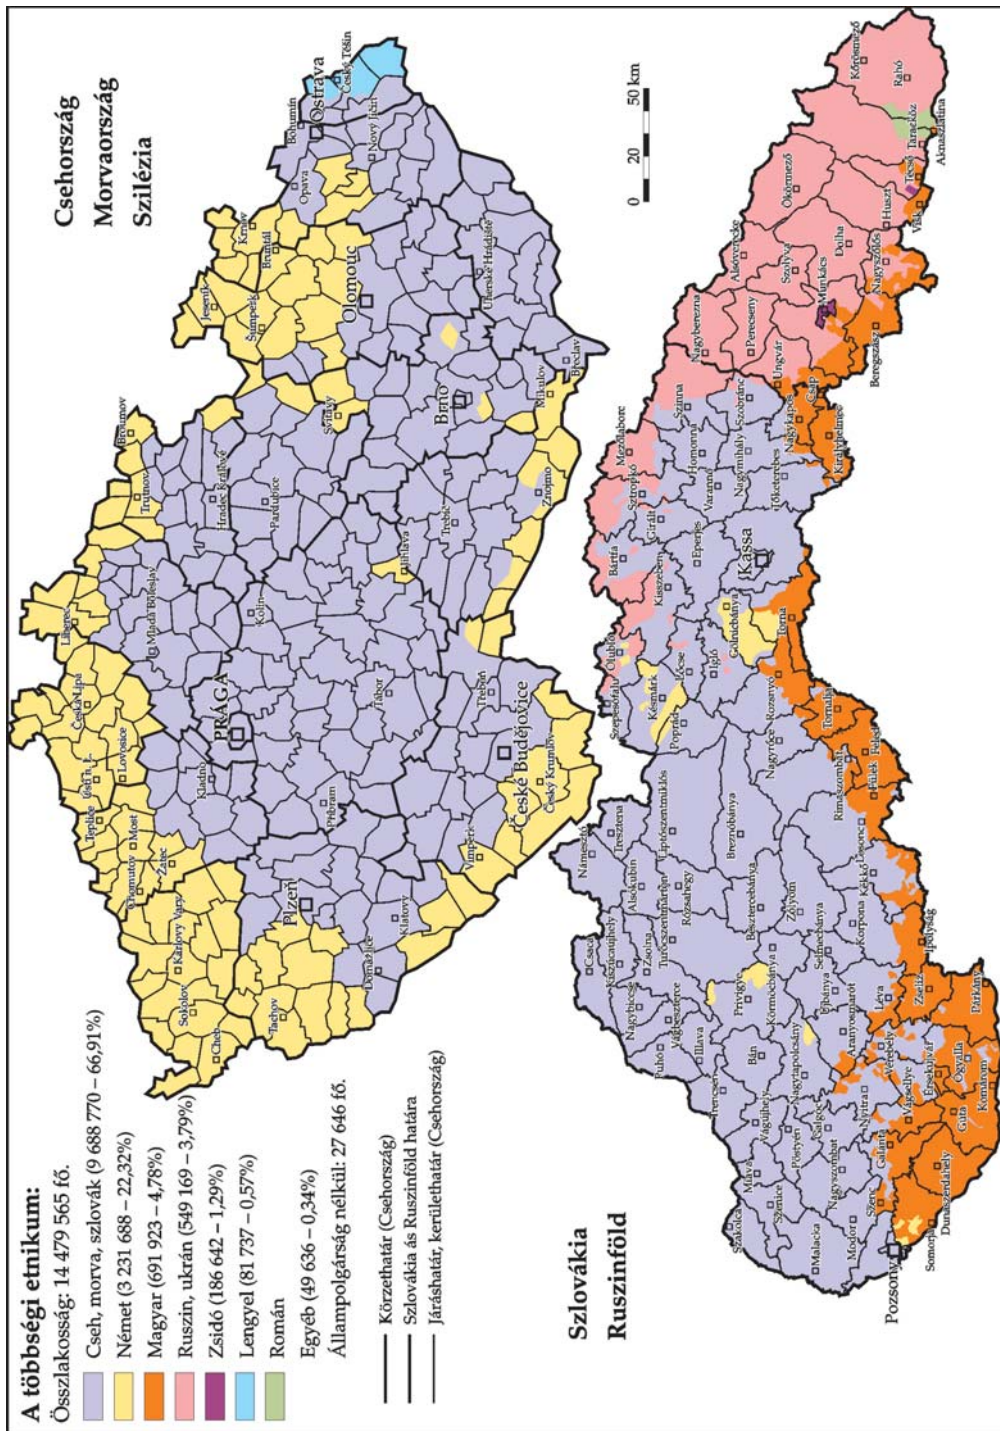 A többségi etnikum:
Összlakosság: 14 479 565 fő.
Cseh, morva, szlovák (9 688 770 – 66,91%)
Német (3 231 688 – 22,32%)
Magyar (691 923 – 4,78%)
Ruszin, ukrán (549 169 – 3,79%)
Zsidó (186 642 – 1,29%)
Lengyel (81 737 – 0,57%)
Román
Egyéb (49 636 – 0,34%)
Állampolgárság nélkül: 27 646 fő.
Körzethatár (Csehország)
Szlovákia és Ruszinföld határa
Járáshatár, kerülethatár (Csehország)
Csehország
Morvaország
Szilézia
Cheb
Sokolov
Karlovy Vary
Tachov
Chomutov
Žatec
Most
Teplice
Ústí n. L.
Lovosice
Česká Lípa
Liberec
Mladá Boleslav
Kladno
PRÁGA
Kolín
Příbram
Plzeň
Domažlice
Klatovy
Vimperk
Tábor
České Budějovice
Český Krumlov
Třeboň
Trutnov
Broumov
Hradec Králové
Pardubice
Svitavy
Jihlava
Třebíč
Znojmo
Brno
Mikulov
Břeclav
Uherské Hradiště
Olomouc
Šumperk
Jeseník
Bruntál
Krnov
Opava
Nový Jičín
Bohumín
Ostrava
Český Těšín
Szlovákia
Ruszinföld
0 20 50 km
Pozsony
Somorja
Dunaszerdahely
Malacka
Modor
Szenc
Szakolca
Szenice
Miava
Nagyszombat
Galánta
Pöstyén
Galgóc
Vágújhely
Trencsén
Nyitra
Vágsellye
Gúta
Komárom
Ógyalla
Érsekújvár
Verebély
Párkány
Zseliz
Léva
Aranyosmarót
Nagytapolcsány
Bán
Illava
Puhó
Vágbeszterce
Nagybiccse
Privigye
Körmöcbánya
Újbánya
Selmecbánya
Ipolyság
Korpona
Zólyom
Besztercebánya
Turócszentmárton
Zsolna
Kiszucaújhely
Csaca
Rózsahegy
Alsókubin
Námesztó
Trsztena
Liptószentmiklós
Breznóbánya
Kékkő
Losonc
Fülek
Feled
Rimaszombat
Tornalja
Nagyrőce
Rozsnyó
Torna
Poprád
Késmárk
Szepesófalu
Ólubló
Lőcse
Igló
Gölnicbánya
Kassa
Eperjes
Kisszeben
Bártfa
Girált
Sztropkó
Mezőlaborc
Varannó
Homonna
Nagymihály
Tőketerebes
Szinna
Szobránc
Királyhelmec
Nagykapos
Csap
Ungvár
Perecseny
Nagyberezna
Munkács
Beregszász
Szolyva
Alsóverecke
Dolha
Nagyszőlős
Ökörmező
Huszt
Visk
Técső
Taracköz
Aknaszlatina
Rahó
Kőrösmező